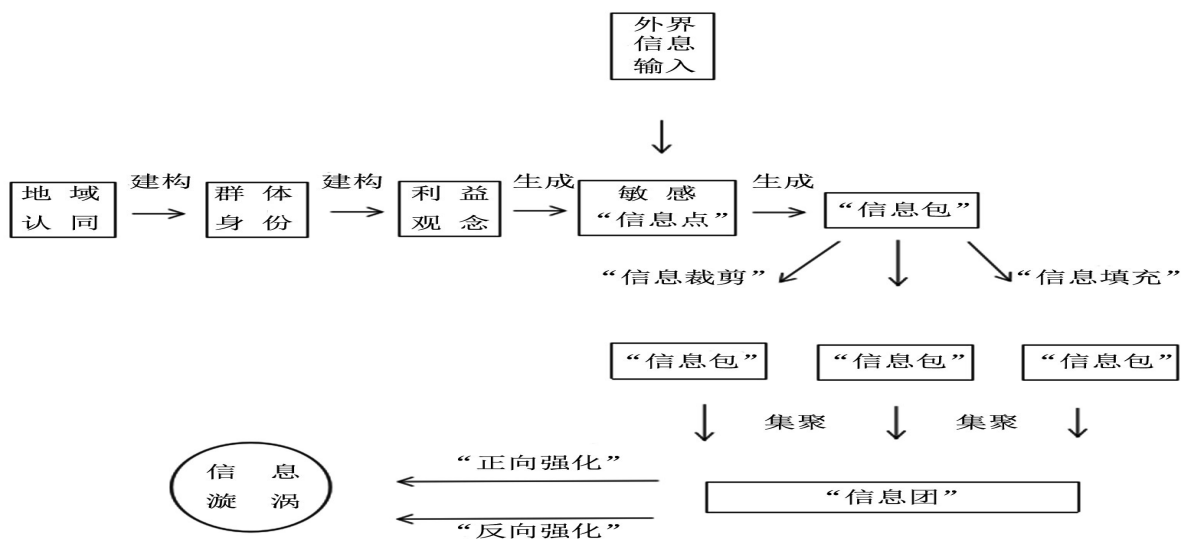 外界
信息
输入
建构
建构
生成
生成
地域
认同
群体
身份
利益
观念
敏感
“信息点”
“信息包”
“信息裁剪”
“信息填充”
“信息包”
“信息包”
“信息包”
集聚
集聚
“正向强化”
信息
漩涡
“信息团”
“反向强化”